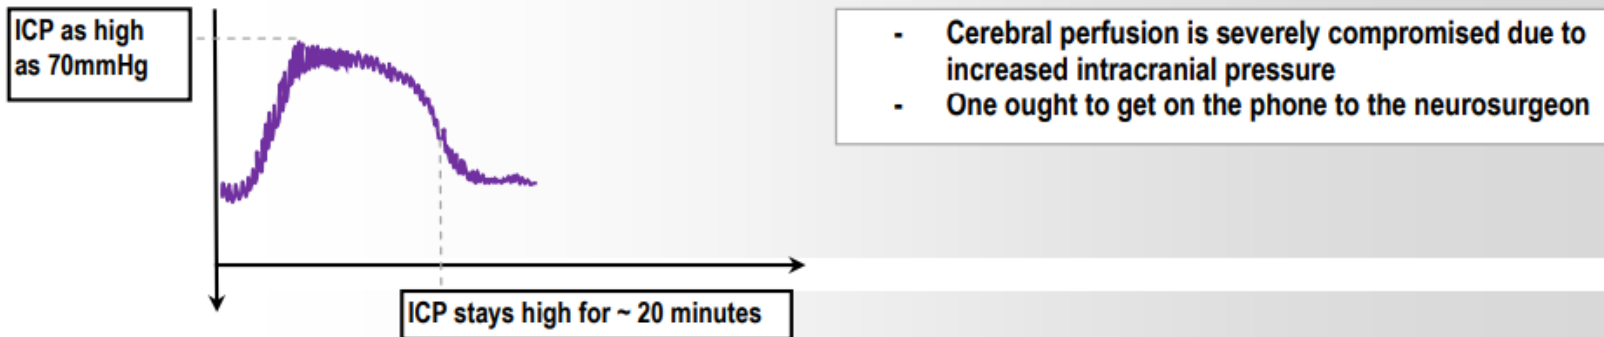 ICP as high
as 70mmHg
- Cerebral perfusion is severely compromised due to
increased intracranial pressure
- One ought to get on the phone to the neurosurgeon
ICP stays high for ~ 20 minutes